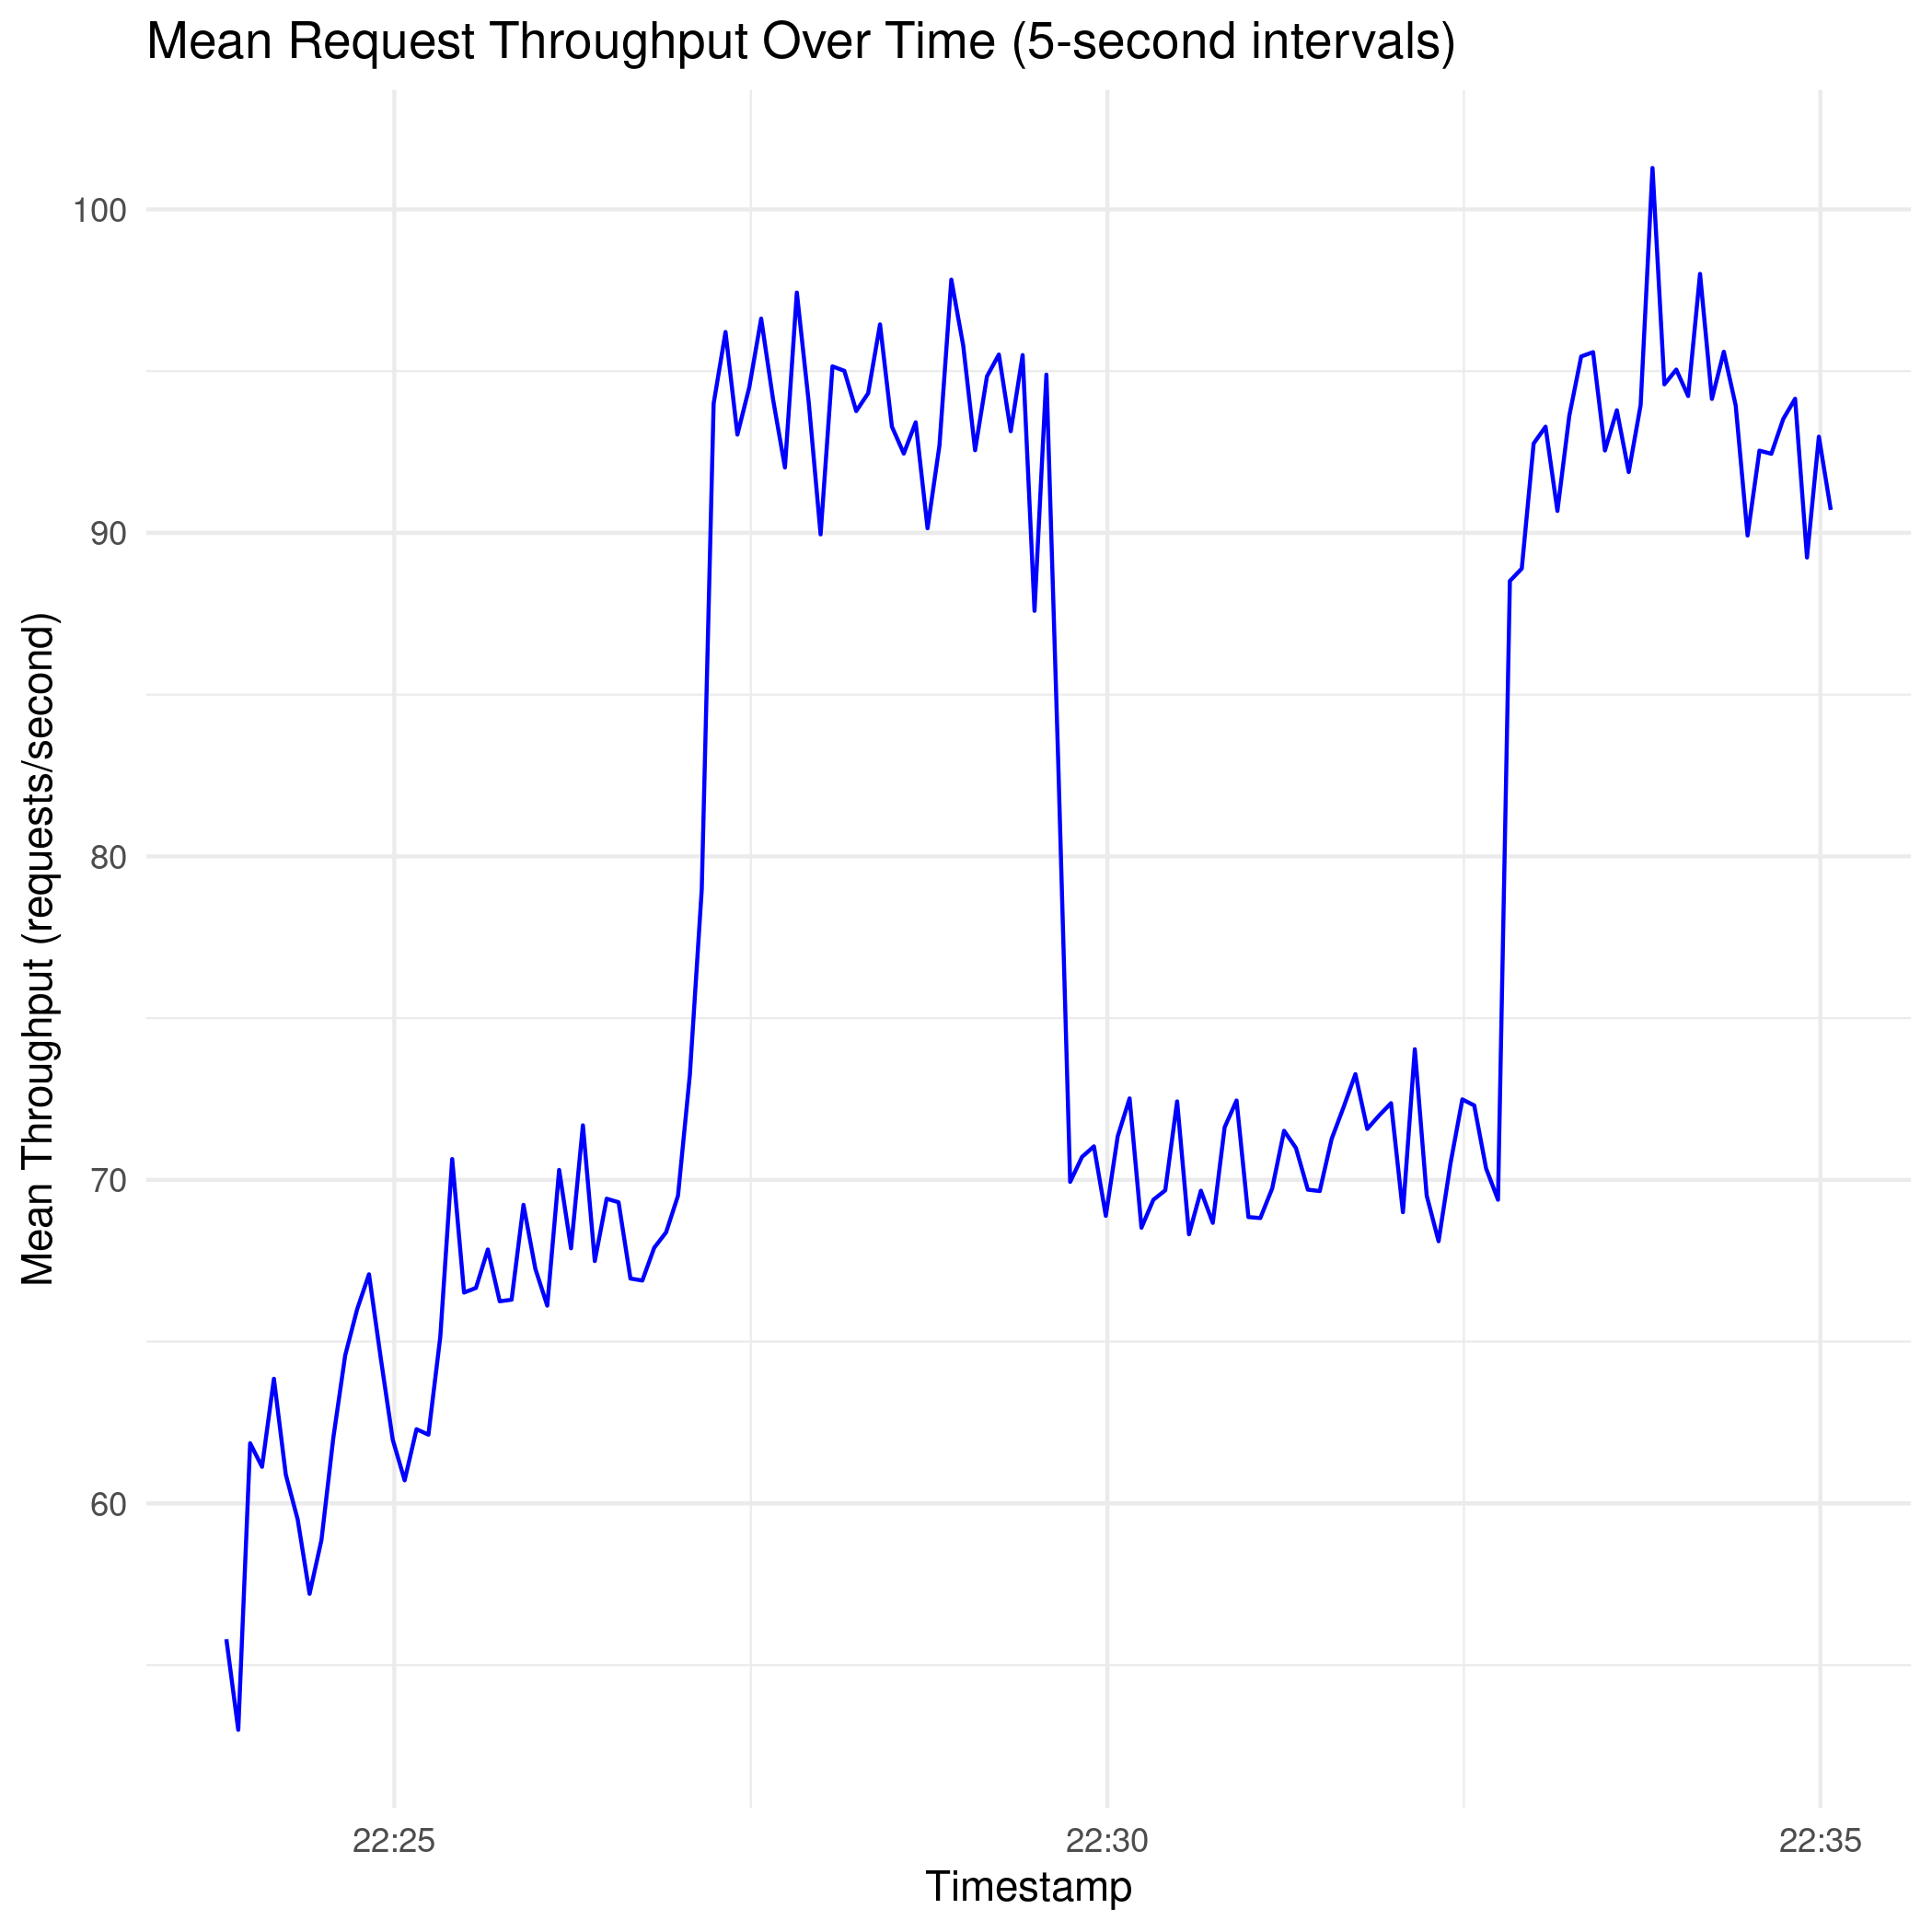 Mean Request Throughput Over Time (5-second intervals)
Mean Throughput (requests/second)
100
90
80
70
60
22:25
22:30
22:35
Timestamp